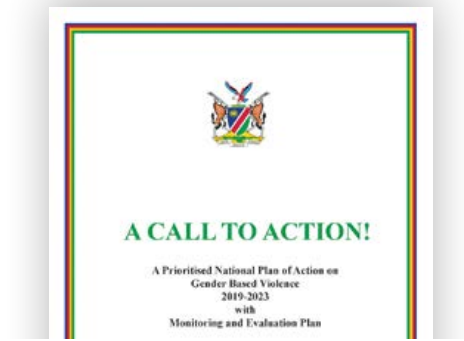 A CALL TO ACTION!
A Prioritised National Plan of Action on
Gender Based Violence
2019-2023
with
Monitoring and Evaluation Plan